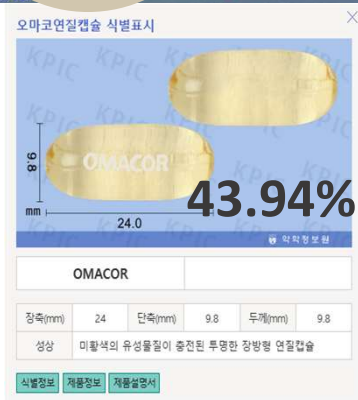 오마코연질캡슐 식별표시
KPIC
OMACOR
9.8
mm
24.0
43.94%
약학정보원
OMACOR
장축(mm) 24 단축(mm) 9.8 두께(mm) 9.8
성상 미황색의 유성물질이 충전된 투명한 장방형 연질캡슐
식별정보 제품정보 제품설명서